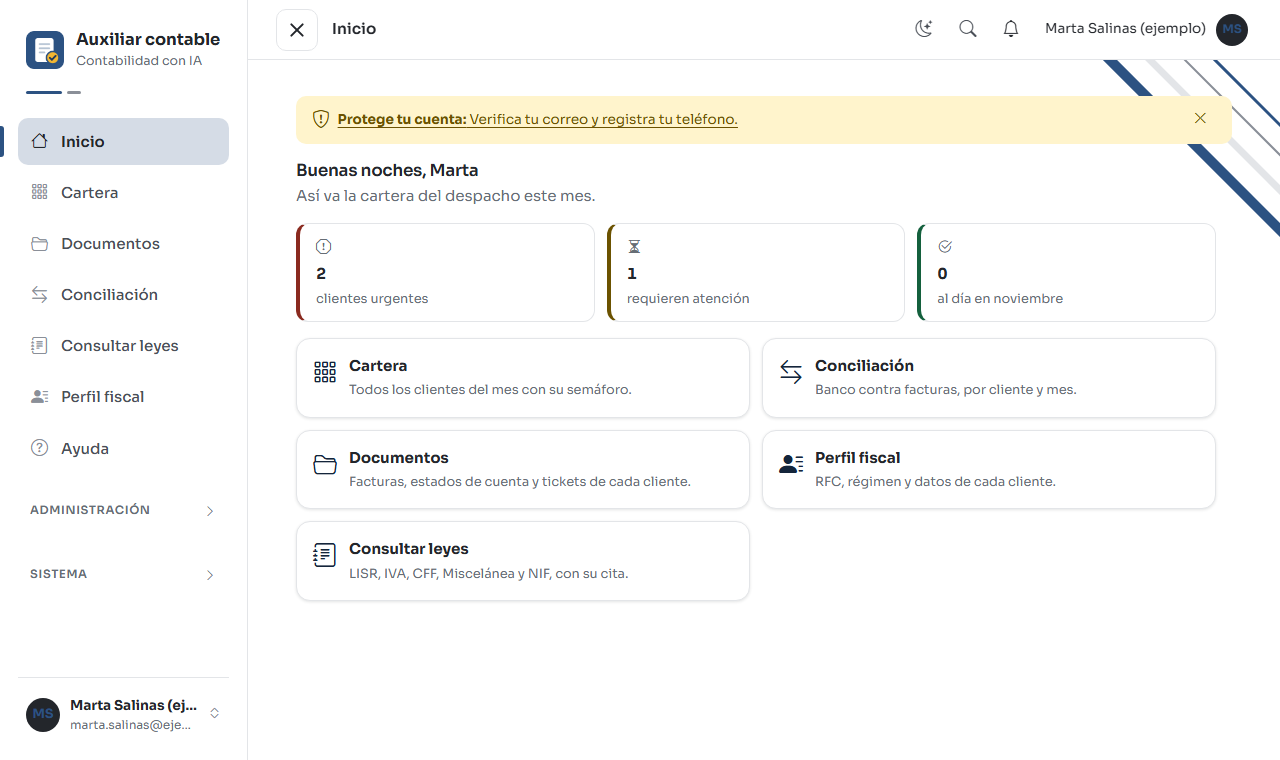 Auxiliar contable
Contabilidad con IA
Inicio
Cartera
Documentos
Conciliación
Consultar leyes
Perfil fiscal
Ayuda
ADMINISTRACIÓN
SISTEMA
MS
Marta Salinas (ej...
marta.salinas@eje...
Inicio
Marta Salinas (ejemplo)
MS
Protege tu cuenta: Verifica tu correo y registra tu teléfono.
Buenas noches, Marta
Así va la cartera del despacho este mes.
2
clientes urgentes
1
requieren atención
0
al día en noviembre
Cartera
Todos los clientes del mes con su semáforo.
Conciliación
Banco contra facturas, por cliente y mes.
Documentos
Facturas, estados de cuenta y tickets de cada cliente.
Perfil fiscal
RFC, régimen y datos de cada cliente.
Consultar leyes
LISR, IVA, CFF, Miscelánea y NIF, con su cita.